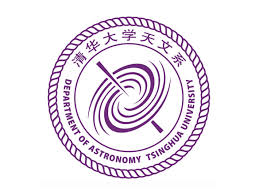 清华大学天文系
DEPARTMENT OF ASTRONOMY TSINGHUA UNIVERSITY